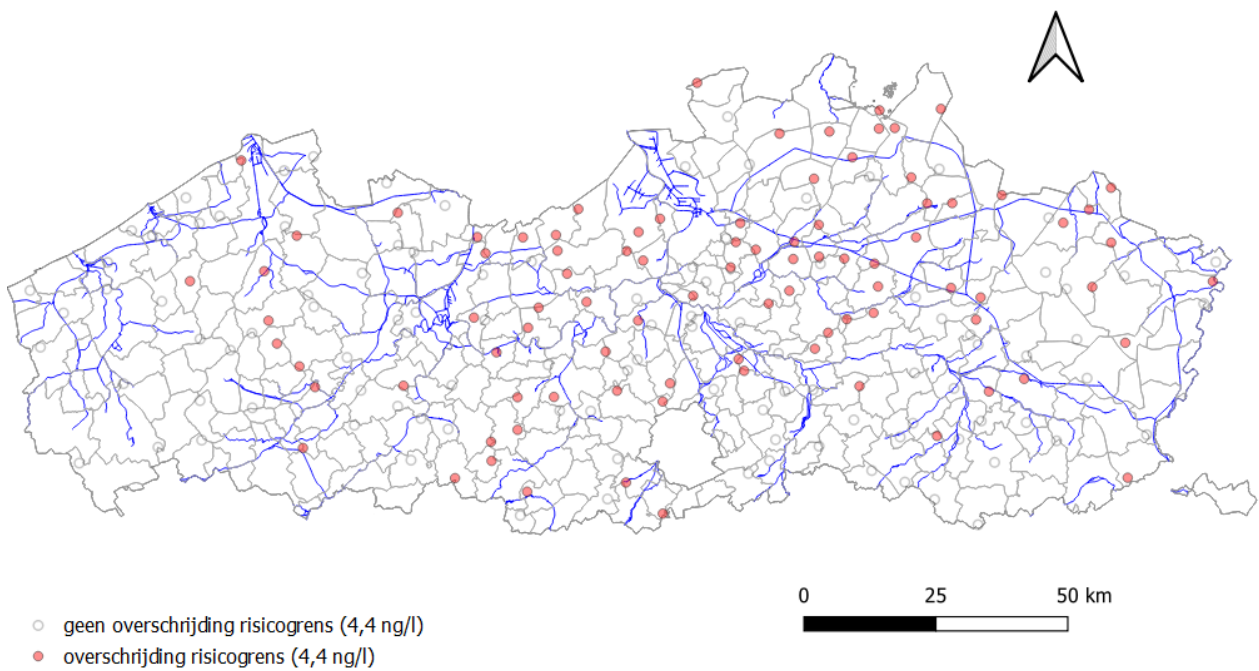 0 25 50 km
geen overschrijding risicogrens (4,4 ng/l)
overschrijding risicogrens (4,4 ng/l)